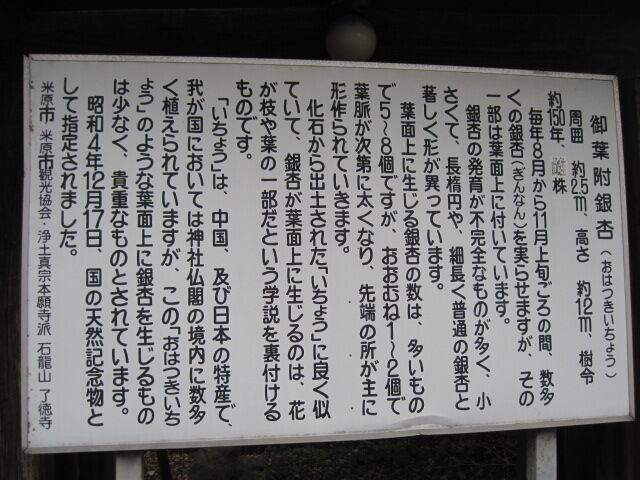 御葉附銀杏（おはつきいちょう）
周囲 約2.5m、高さ 約12m、樹令
約150年、雌株
毎年8月から11月上旬ごろの間、数多
くの銀杏（ぎんなん）を実らせますが、その
一部は葉面上に付いています。
銀杏の発育が不完全なものが多く、小
さくて、長楕円や、細長く普通の銀杏と
著しく形が異っています。
葉面上に生じる銀杏の数は、多いもの
で5〜8個ですが、おおむね1〜2個で
葉脈が次第に太くなり、先端の所が主に
形作られていきます。
化石から出土された「いちょう」に良く似
ていて、銀杏が葉面上に生じるのは、花
が枝や葉の一部だという学説を裏付ける
ものです。
「いちょう」は、中国、及び日本の特産で、
我が国においては神社仏閣の境内に数多
く植えられていますが、この「おはつきいち
ょう」のような葉面上に銀杏を生じるもの
は少なく、貴重なものとされています。
昭和4年12月17日、国の天然記念物と
して指定されました。
米原市 米原市観光協会・浄土真宗本願寺派 石龍山 了徳寺